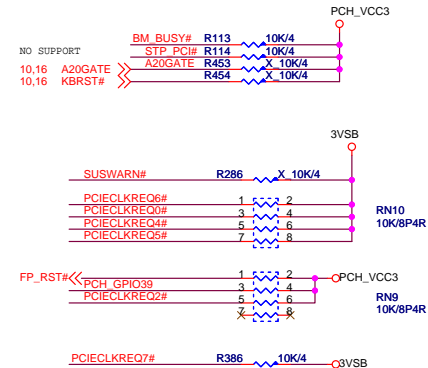 PCH_VCC3
BM_BUSY# R113 10K/4
NO SUPPORT STP_PCI# R114 10K/4
10,16 A20GATE A20GATE R453 X_10K/4
10,16 KBRST# R454 X_10K/4
3VSB
SUSWARN# R286 X_10K/4
PCIECLKREQ6# 1 2
PCIECLKREQ0# 3 4 RN10
PCIECLKREQ4# 5 6 10K/8P4R
PCIECLKREQ5# 7 8
FP_RST# 1 2 PCH_VCC3
PCH_GPIO39 3 4
PCIECLKREQ2# 5 6 RN9
7 8 10K/8P4R
PCIECLKREQ7# R386 10K/4 3VSB